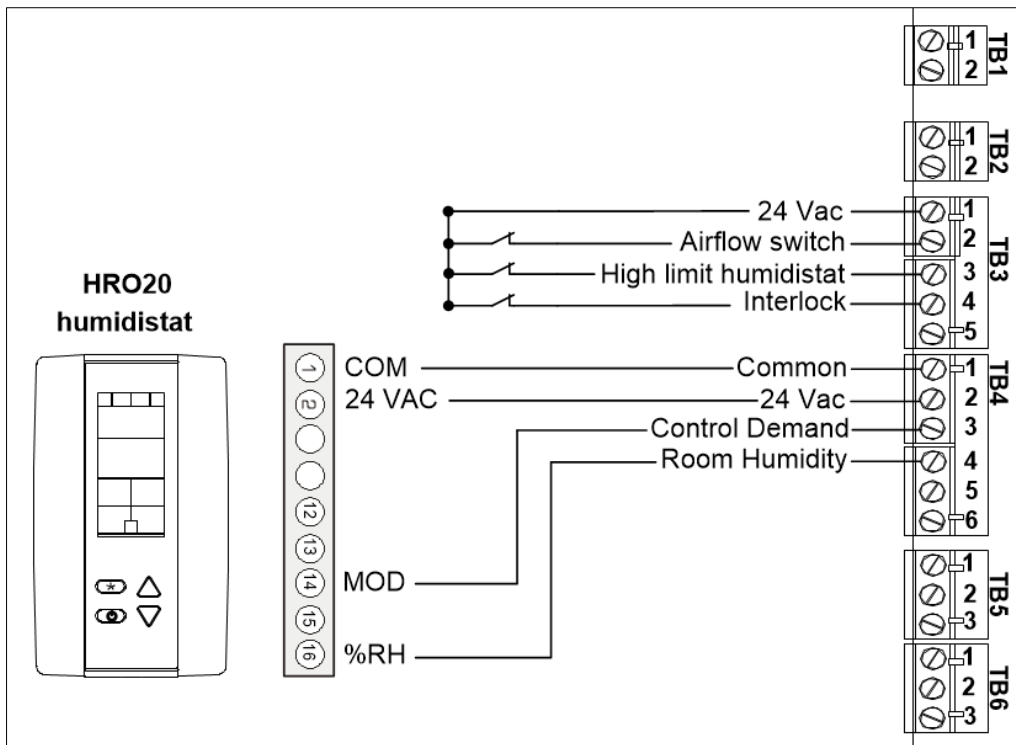 HRO20
humidistat
1
2
12
13
14
15
16
COM
24 VAC
MOD
%RH
24 Vac
Airflow switch
High limit humidistat
Interlock
Common
24 Vac
Control Demand
Room Humidity
1
2
TB1
1
2
TB2
1
2
3
4
5
TB3
1
2
3
4
5
6
TB4
1
2
3
TB5
1
2
3
TB6